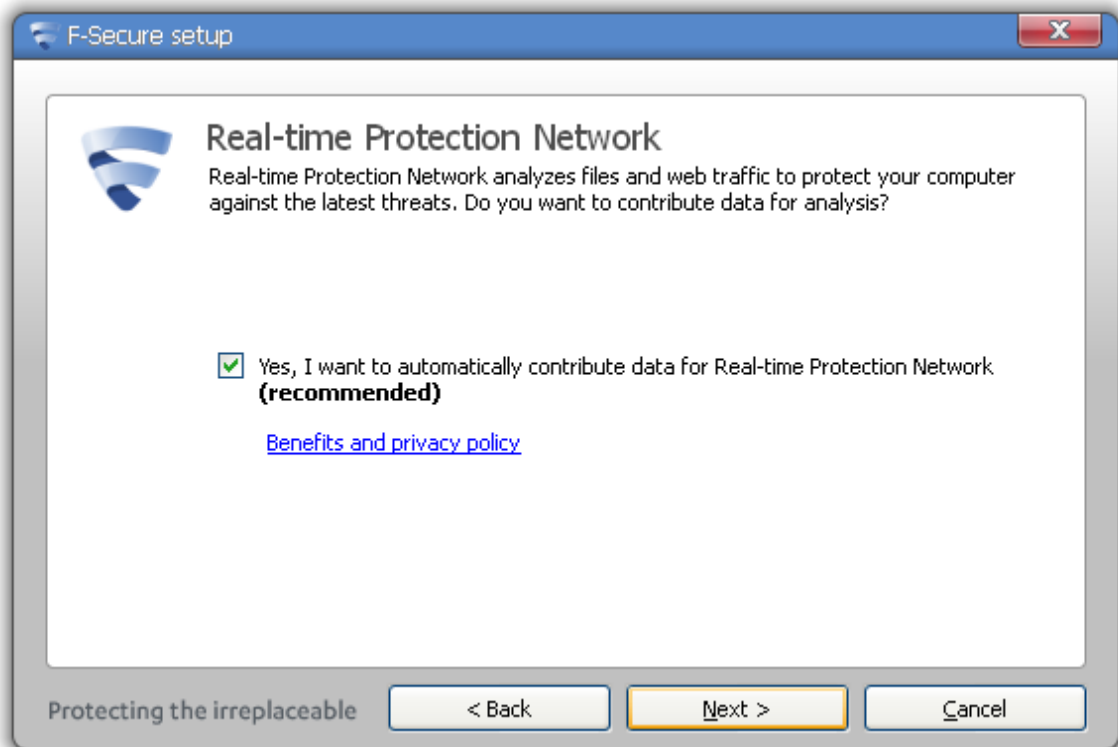 F-Secure setup
Real-time Protection Network
Real-time Protection Network analyzes files and web traffic to protect your computer
against the latest threats. Do you want to contribute data for analysis?
Yes, I want to automatically contribute data for Real-time Protection Network
(recommended)
Benefits and privacy policy
Protecting the irreplaceable
< Back
Next >
Cancel